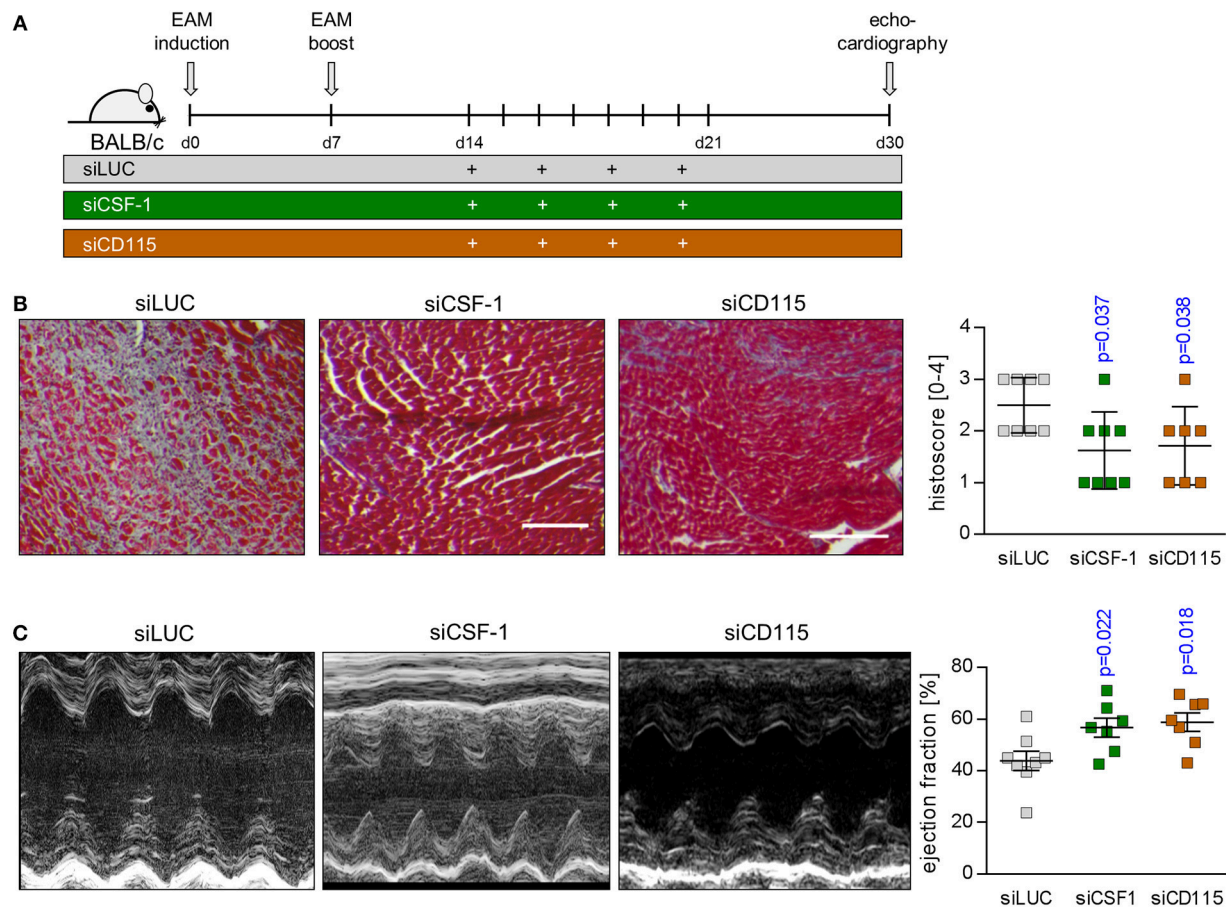 A
EAM induction
EAM boost
echo-cardiography
BALB/c
d0
d7
d14
d21
d30
siLUC + + + +
siCSF-1 + + + +
siCD115 + + + +
B
siLUC
siCSF-1
siCD115
histoscore [0-4]
4
3
2
1
0
p=0.037
p=0.038
siLUC
siCSF-1
siCD115
C
siLUC
siCSF-1
siCD115
ejection fraction [%]
80
60
40
20
0
p=0.022
p=0.018
siLUC
siCSF1
siCD115